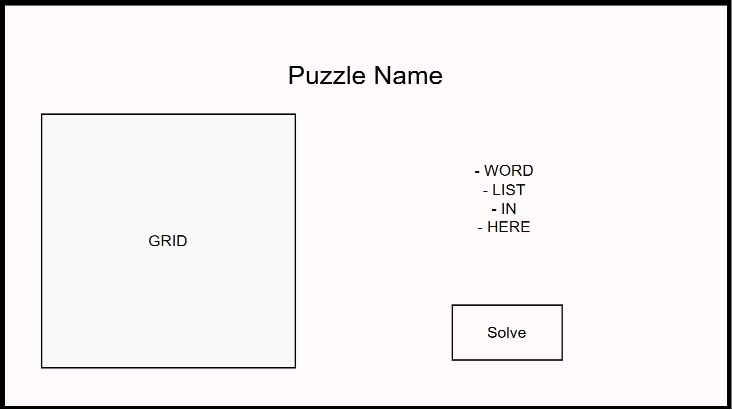 Puzzle Name
GRID
- WORD
- LIST
- IN
- HERE
Solve